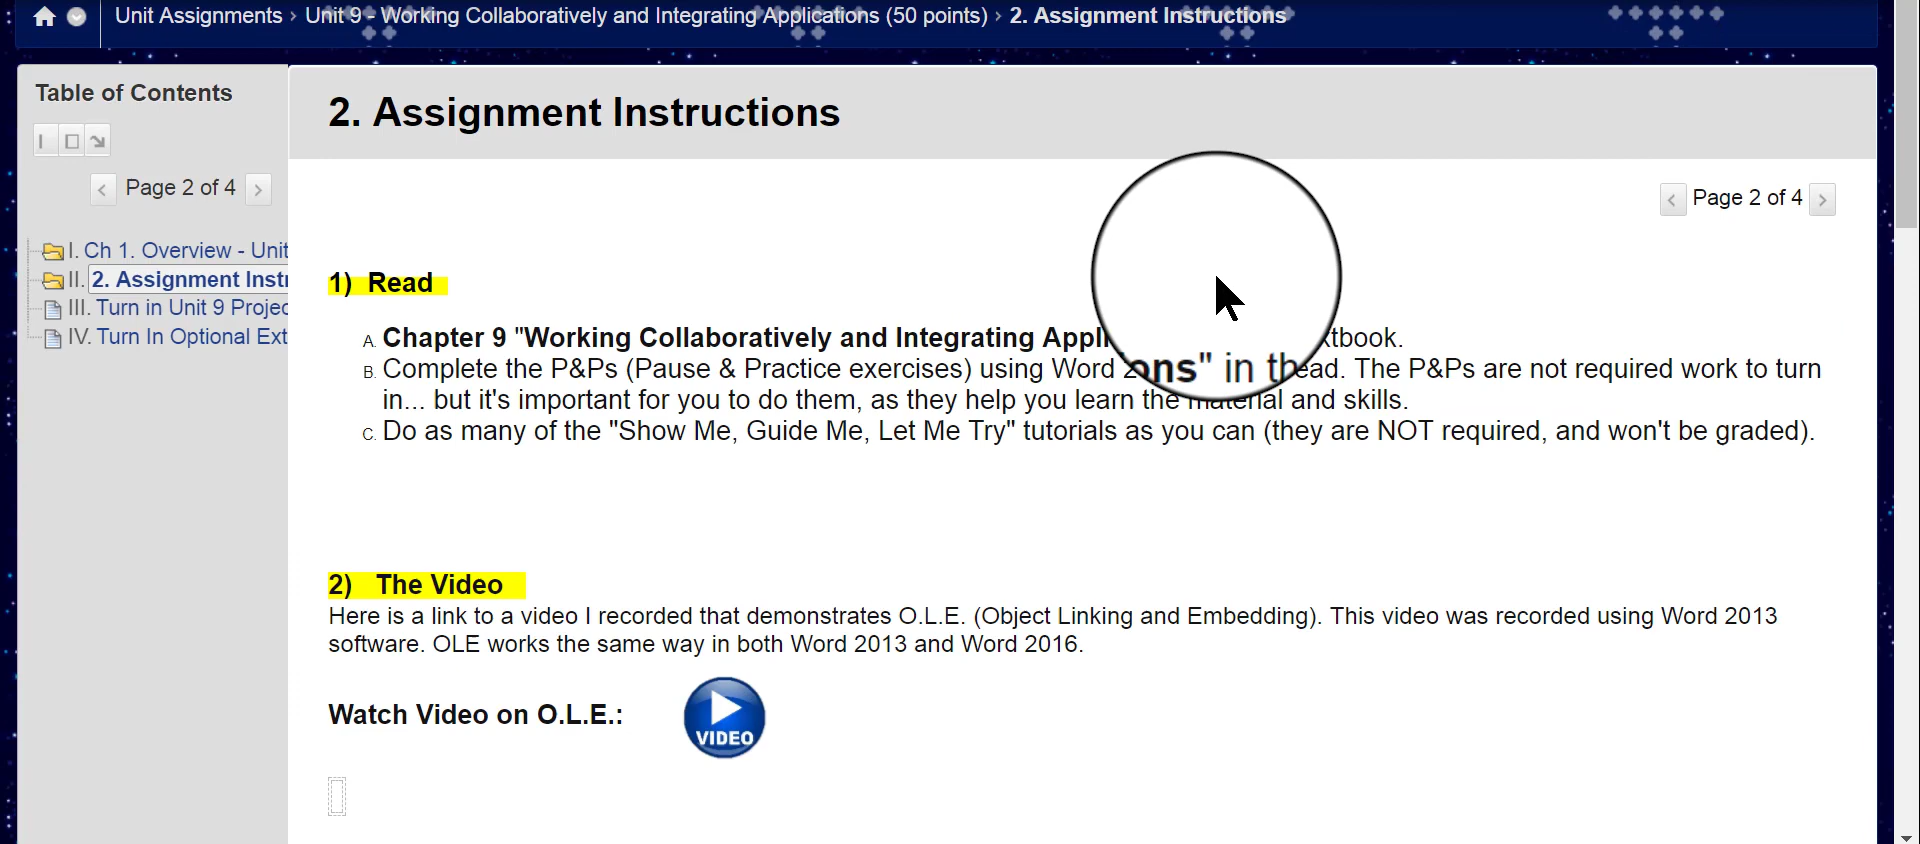 Unit Assignments › Unit 9 - Working Collaboratively and Integrating Applications (50 points) › 2. Assignment Instructions
Table of Contents
2. Assignment Instructions
Page 2 of 4
Page 2 of 4
I. Ch 1. Overview - Unit
II. 2. Assignment Instr
III. Turn in Unit 9 Projec
IV. Turn In Optional Ext
1) Read
A. Chapter 9 "Working Collaboratively and Integrating Appl ons" in th xtbook.
B. Complete the P&Ps (Pause & Practice exercises) using Word ead. The P&Ps are not required work to turn
in... but it's important for you to do them, as they help you learn the material and skills.
C. Do as many of the "Show Me, Guide Me, Let Me Try" tutorials as you can (they are NOT required, and won't be graded).
2) The Video
Here is a link to a video I recorded that demonstrates O.L.E. (Object Linking and Embedding). This video was recorded using Word 2013
software. OLE works the same way in both Word 2013 and Word 2016.
Watch Video on O.L.E.:
VIDEO